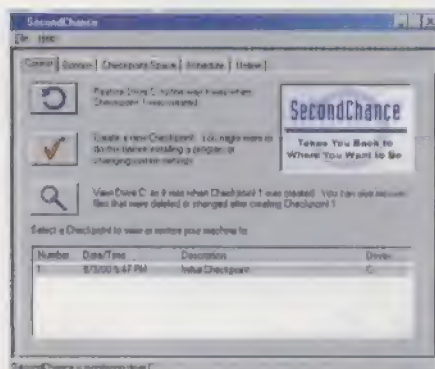 SecondChance
File Help
Control Checkpoint Space Schedule
Restore Drive C: to the way it was when
Checkpoint 1 was created.
SecondChance
Takes You Back to
Where You Want to Be
Create a new Checkpoint. You might want to
do this before installing a program or
changing system settings.
View Drive C: as it was when Checkpoint 1 was created. You can also recover
files that were deleted or changed after creating Checkpoint 1.
Select a Checkpoint to view or restore your machine to:
Number Date/Time Description Drives
1 5:47 PM Initial Checkpoint C:
SecondChance is monitoring drive C